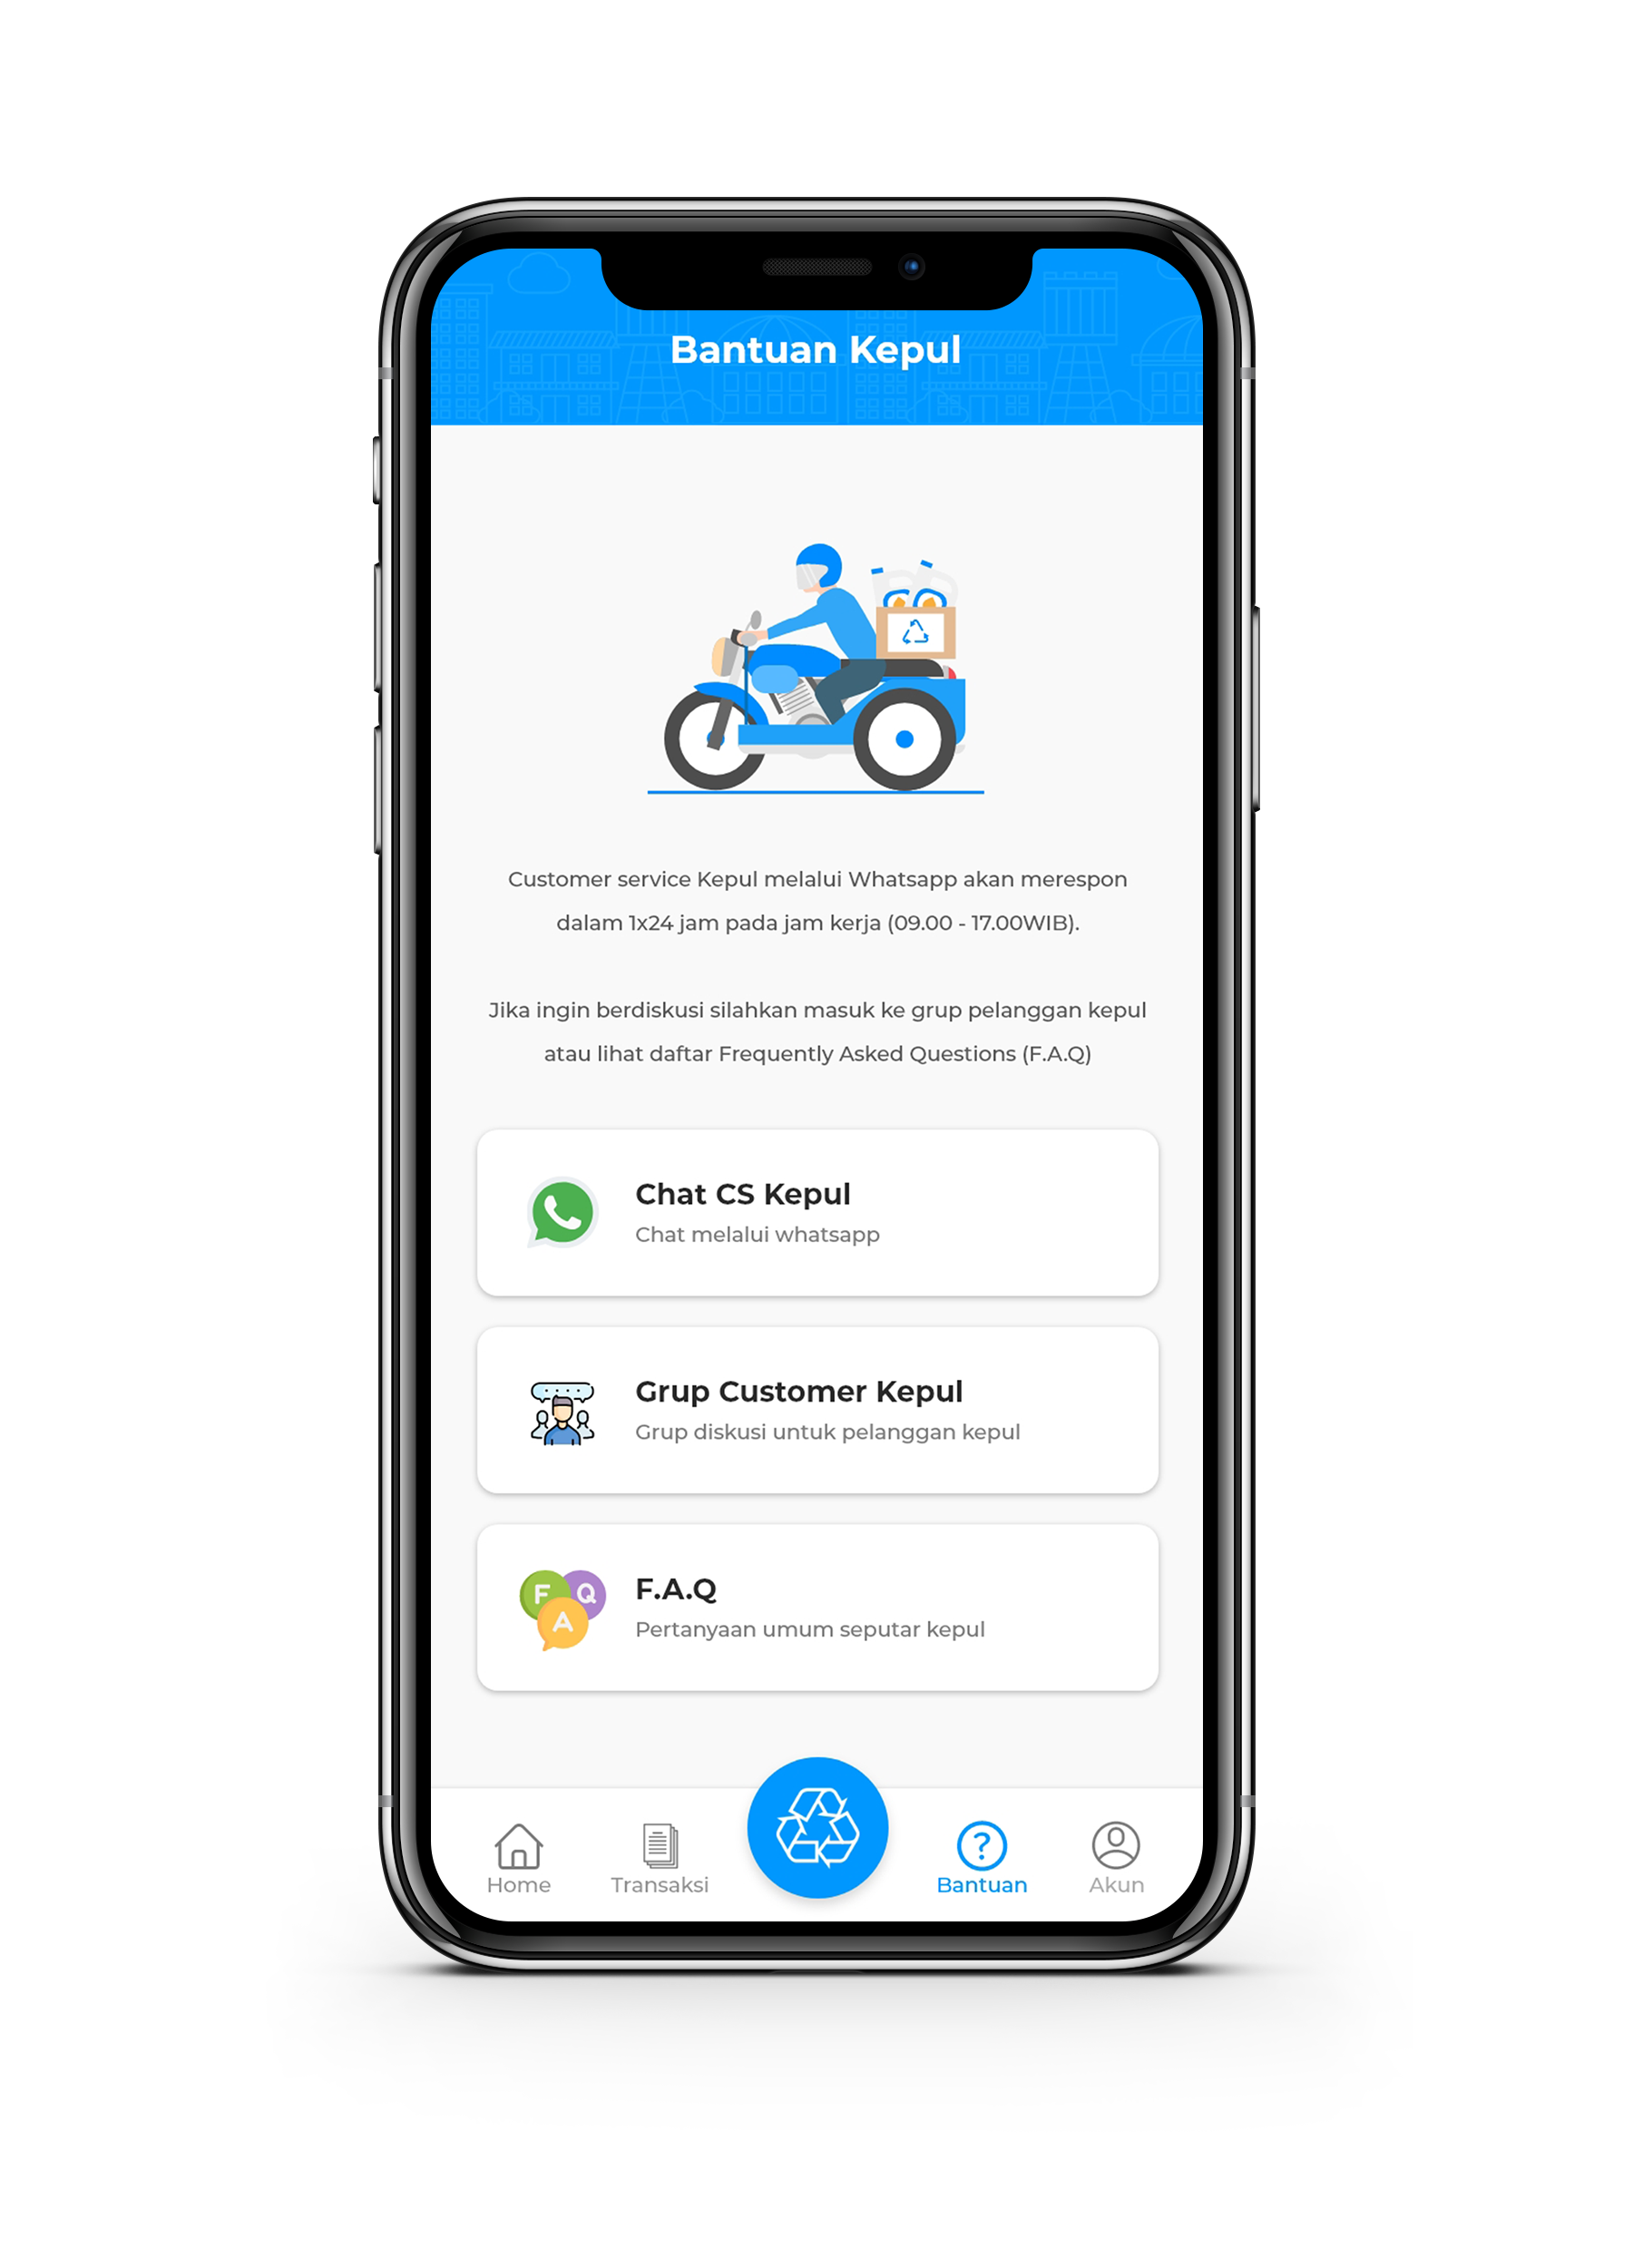 Bantuan Kepul
Customer service Kepul melalui Whatsapp akan merespon
dalam 1x24 jam pada jam kerja (09.00 - 17.00WIB).
Jika ingin berdiskusi silahkan masuk ke grup pelanggan kepul
atau lihat daftar Frequently Asked Questions (F.A.Q)
Chat CS Kepul
Chat melalui whatsapp
Grup Customer Kepul
Grup diskusi untuk pelanggan kepul
F A Q
F.A.Q
Pertanyaan umum seputar kepul
Home
Transaksi
Bantuan
Akun